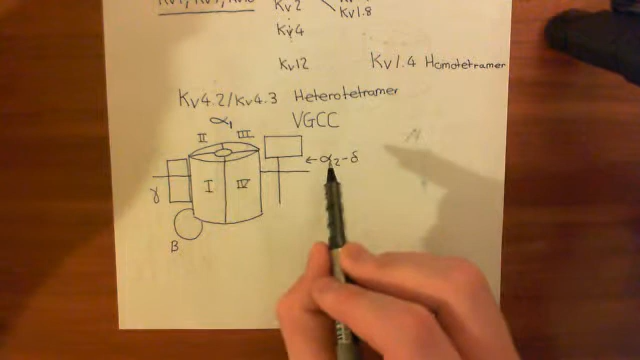 Kv2
Kv1.8
Kv4
Kv12
Kv1.4 Homotetramer
Kv4.2/Kv4.3 Heterotetramer
VGCC
α1
II III
←α2-δ
I IV
γ
β